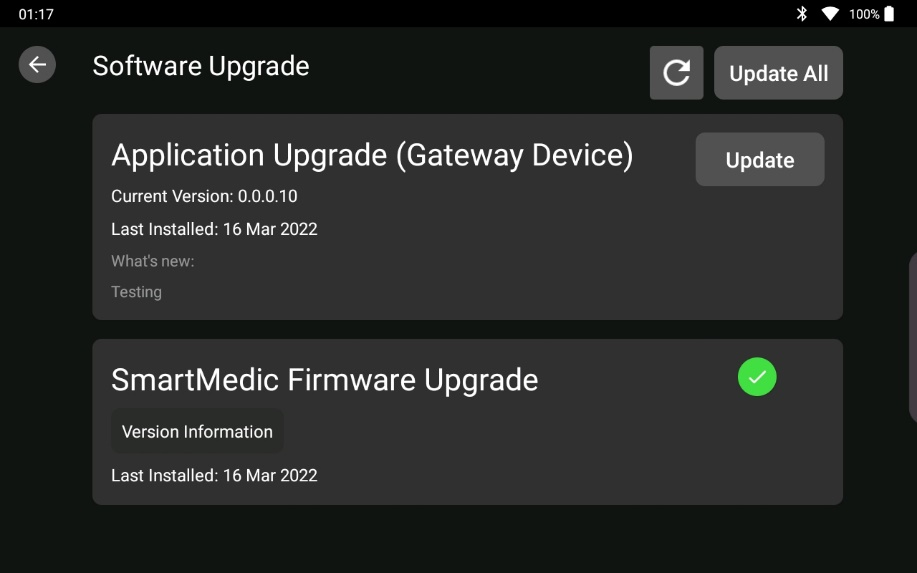 01:17
100%
Software Upgrade
Update All
Application Upgrade (Gateway Device)
Update
Current Version: 0.0.0.10
Last Installed: 16 Mar 2022
What's new:
Testing
SmartMedic Firmware Upgrade
Version Information
Last Installed: 16 Mar 2022